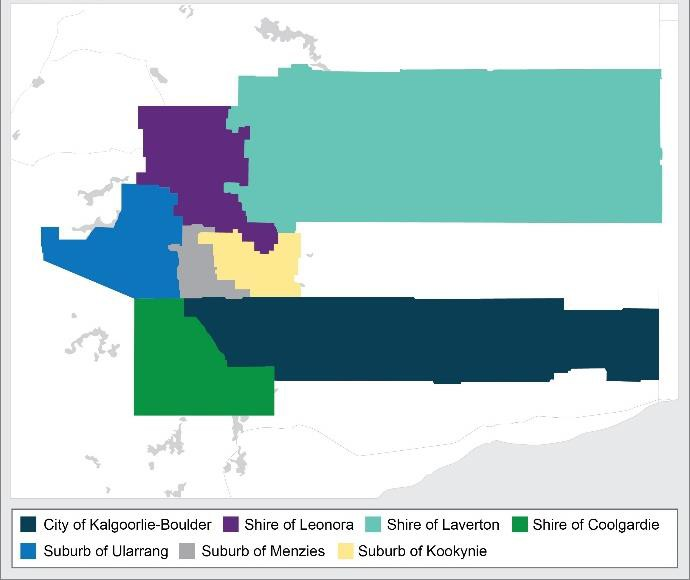 City of Kalgoorlie-Boulder Shire of Leonora Shire of Laverton Shire of Coolgardie
Suburb of Ularrang Suburb of Menzies Suburb of Kookynie